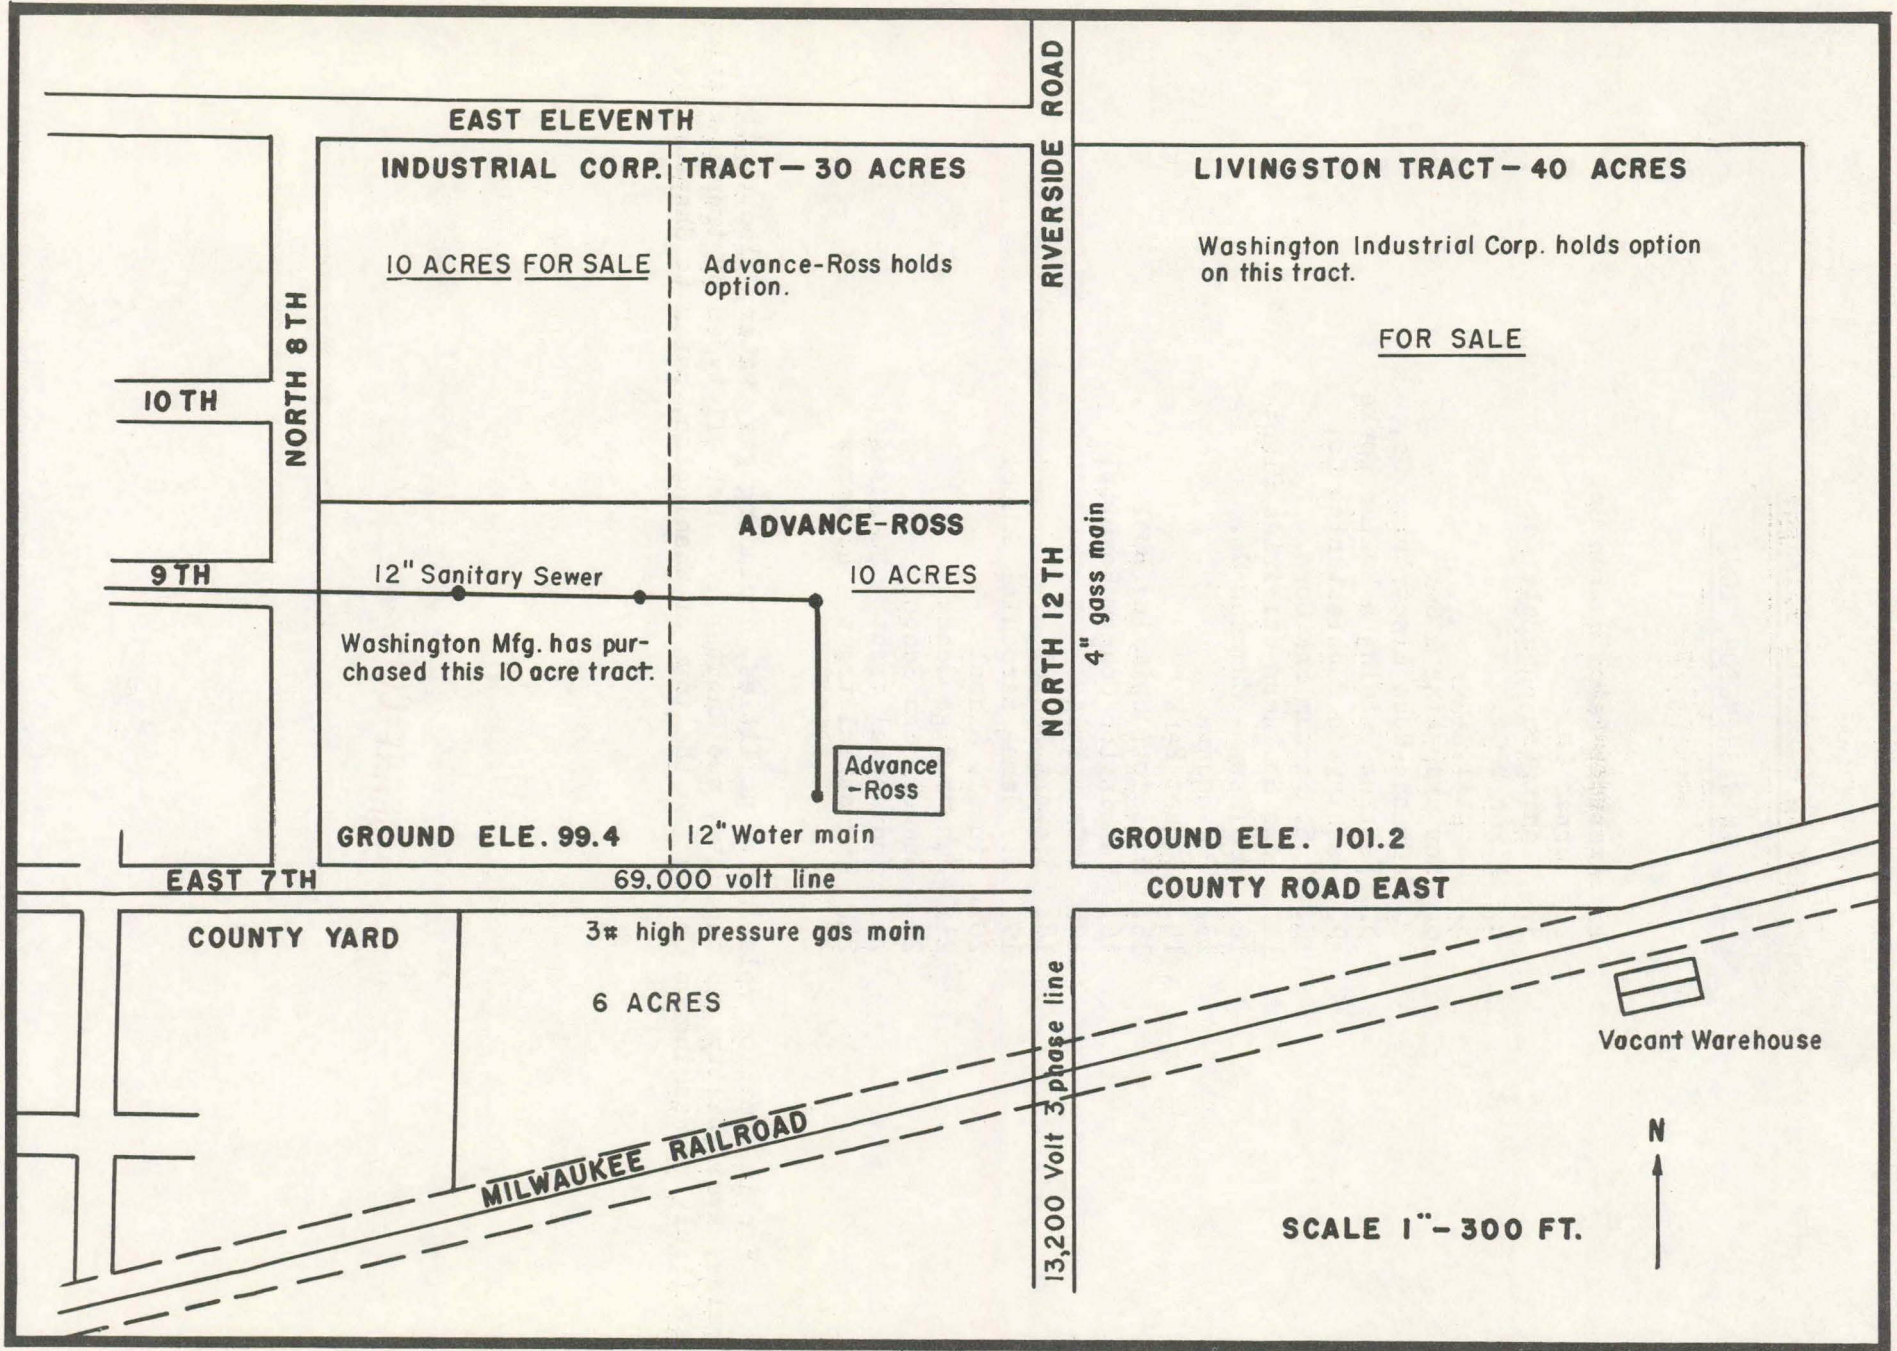 EAST ELEVENTH
RIVERSIDE ROAD
INDUSTRIAL CORP. TRACT — 30 ACRES
LIVINGSTON TRACT — 40 ACRES
10 ACRES FOR SALE
Advance-Ross holds
option.
Washington Industrial Corp. holds option
on this tract.
FOR SALE
NORTH 8TH
10TH
ADVANCE-ROSS
10 ACRES
9TH
12" Sanitary Sewer
Washington Mfg. has pur-
chased this 10 acre tract.
NORTH 12TH
4" gass main
Advance
-Ross
GROUND ELE. 99.4
12" Water main
GROUND ELE. 101.2
EAST 7TH
69.000 volt line
COUNTY ROAD EAST
COUNTY YARD
3# high pressure gas main
6 ACRES
13,200 Volt 3 phase line
MILWAUKEE RAILROAD
Vacant Warehouse
N
SCALE 1" - 300 FT.